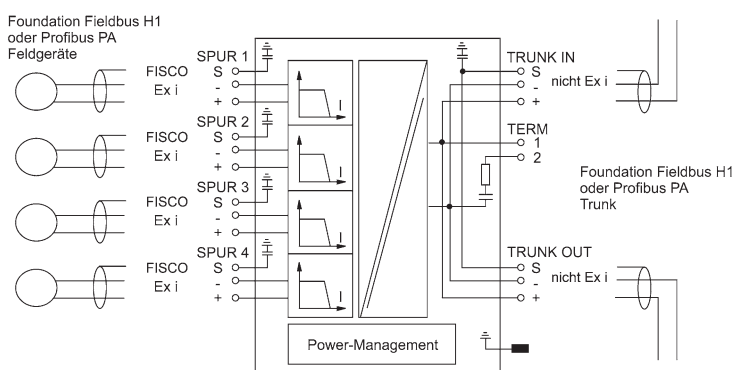 Foundation Fieldbus H1
oder Profibus PA
Feldgeräte
SPUR 1
FISCO
Ex i
S
-
+
SPUR 2
FISCO
Ex i
S
-
+
SPUR 3
FISCO
Ex i
S
-
+
SPUR 4
FISCO
Ex i
S
-
+
I
I
I
I
Power-Management
TRUNK IN
S
-
+
nicht Ex i
TERM
1
2
Foundation Fieldbus H1
oder Profibus PA
Trunk
TRUNK OUT
S
-
+
nicht Ex i